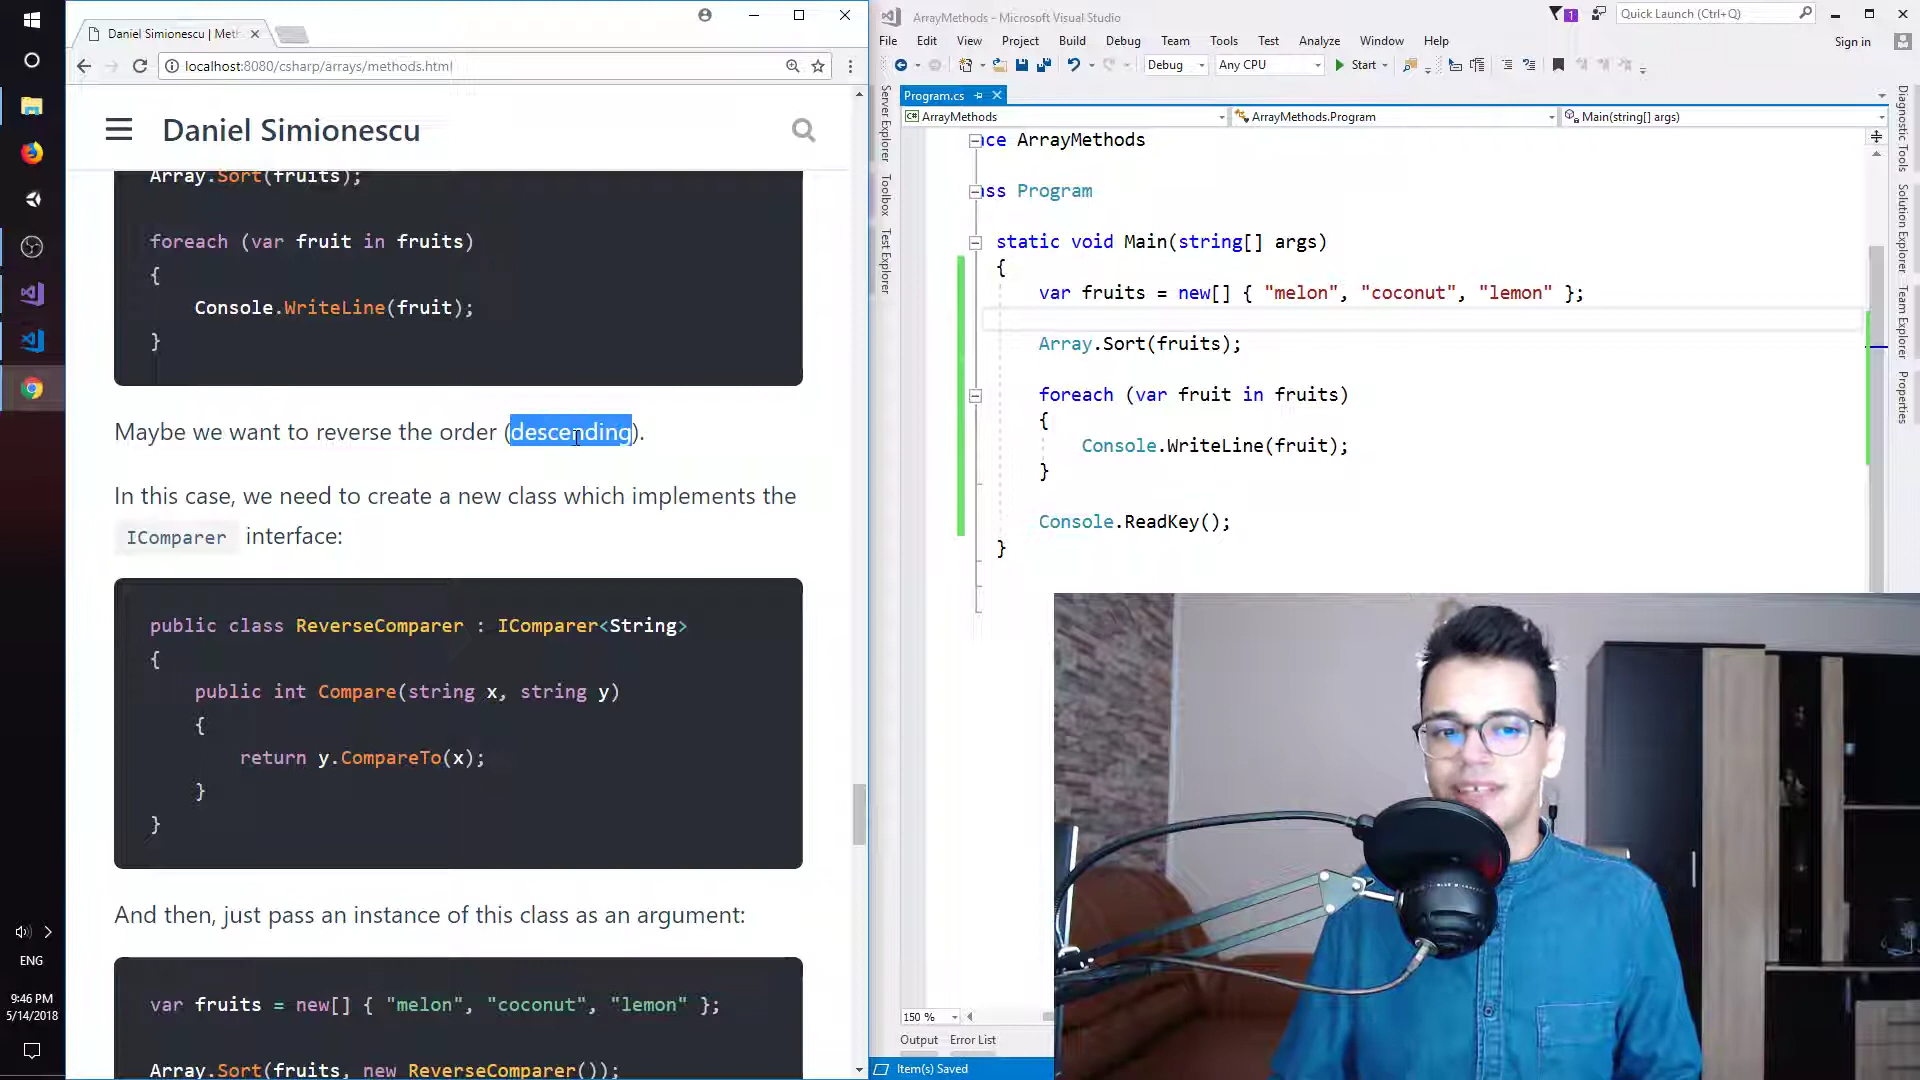 Daniel Simionescu | Meth
localhost:8080/csharp/arrays/methods.html
Daniel Simionescu
Array.Sort(fruits);
foreach (var fruit in fruits)
{
Console.WriteLine(fruit);
}
Maybe we want to reverse the order (descending).
In this case, we need to create a new class which implements the
IComparer interface:
public class ReverseComparer : IComparer<String>
{
public int Compare(string x, string y)
{
return y.CompareTo(x);
}
}
And then, just pass an instance of this class as an argument:
var fruits = new[] { "melon", "coconut", "lemon" };
Array.Sort(fruits, new ReverseComparer());
ENG
9:46 PM
5/14/2018
ArrayMethods - Microsoft Visual Studio
1
Quick Launch (Ctrl+Q)
File Edit View Project Build Debug Team Tools Test Analyze Window Help
Sign in
Debug Any CPU Start
Program.cs
ArrayMethods
ArrayMethods.Program
Main(string[] args)
nce ArrayMethods
ass Program
static void Main(string[] args)
{
var fruits = new[] { "melon", "coconut", "lemon" };
Array.Sort(fruits);
foreach (var fruit in fruits)
{
Console.WriteLine(fruit);
}
Console.ReadKey();
}
Server Explorer
Toolbox
Test Explorer
Diagnostic Tools
Solution Explorer
Team Explorer
Properties
150 %
Output Error List
Item(s) Saved